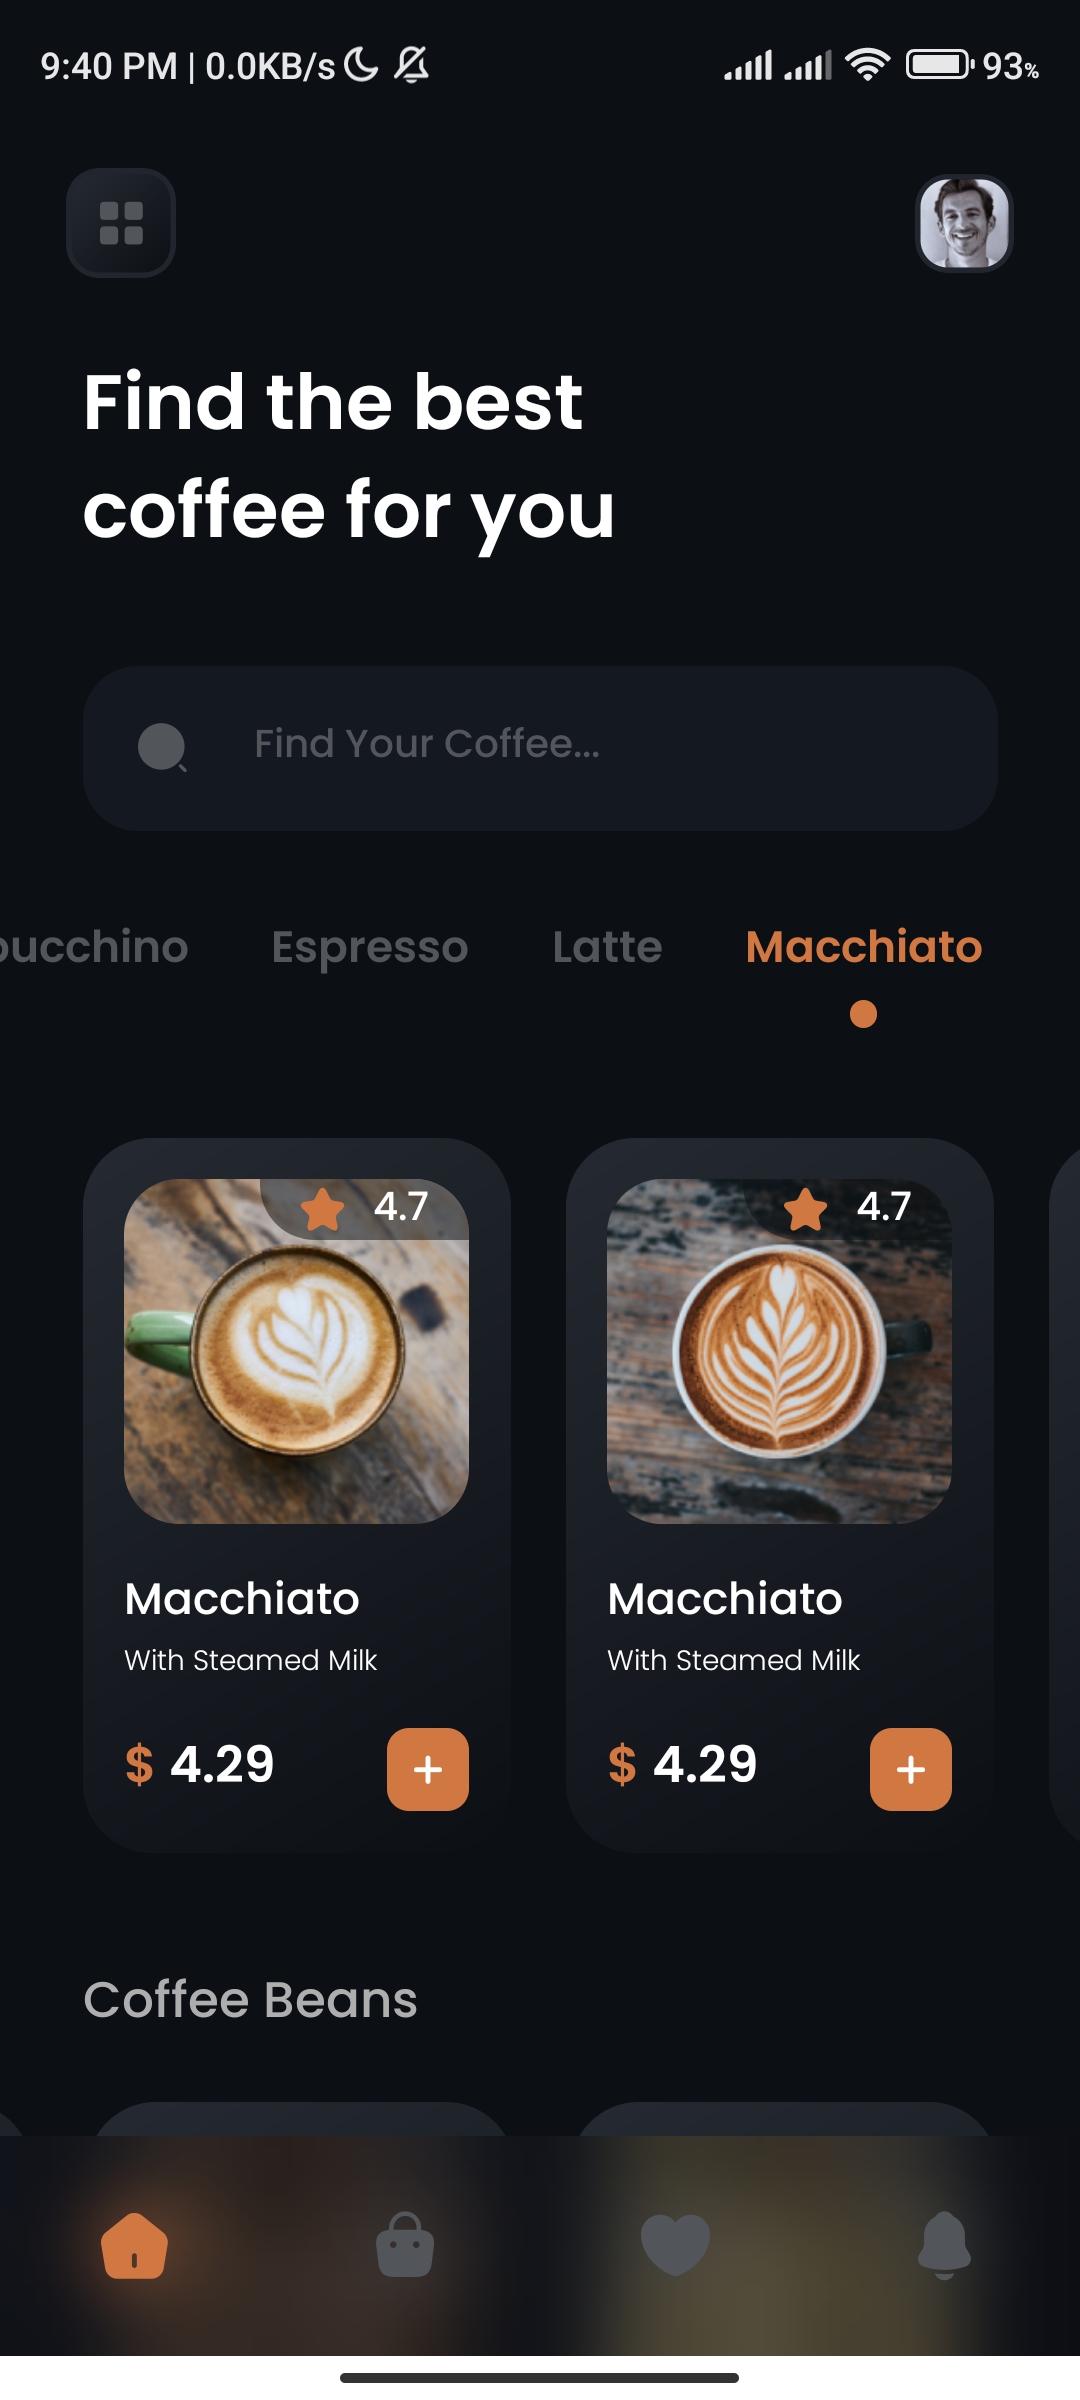 9:40 PM | 0.0KB/s 93%
Find the best
coffee for you
Find Your Coffee...
pucchino Espresso Latte Macchiato
4.7 4.7
Macchiato Macchiato
With Steamed Milk With Steamed Milk
$ 4.29 + $ 4.29 +
Coffee Beans